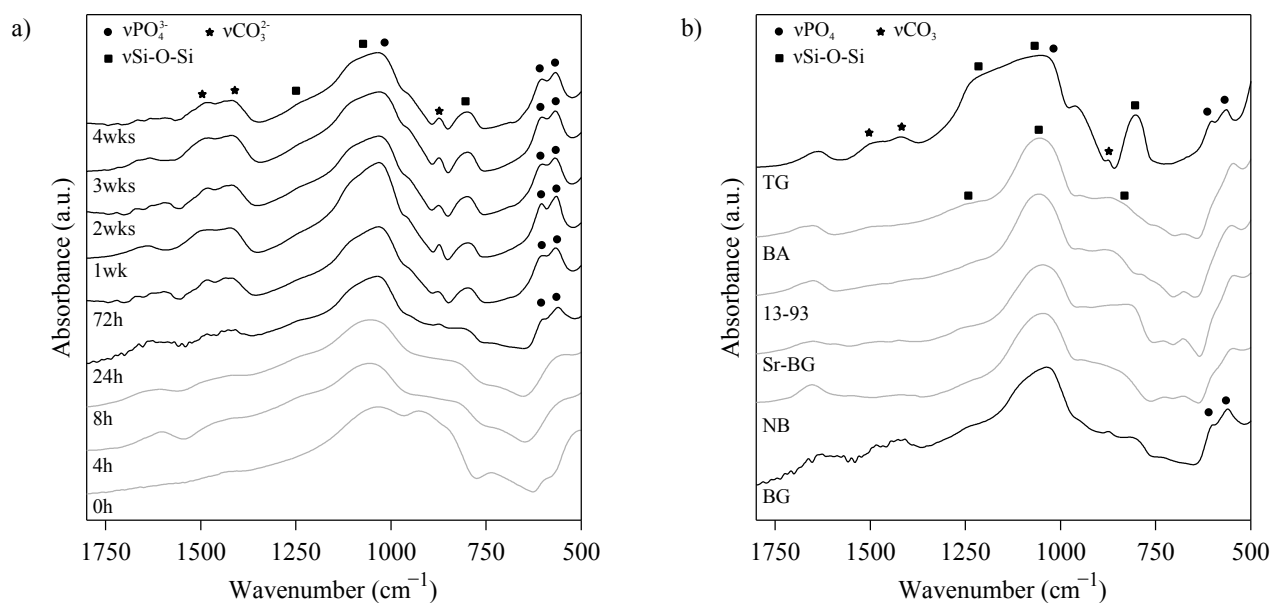 a)
● νPO₄³⁻ ★ νCO₃²⁻
■ νSi-O-Si
4wks
3wks
2wks
1wk
72h
24h
8h
4h
0h
Absorbance (a.u.)
1750 1500 1250 1000 750 500
Wavenumber (cm⁻¹)
b)
● νPO₄ ★ νCO₃
■ νSi-O-Si
TG
BA
13-93
Sr-BG
NB
BG
Absorbance (a.u.)
1750 1500 1250 1000 750 500
Wavenumber (cm⁻¹)